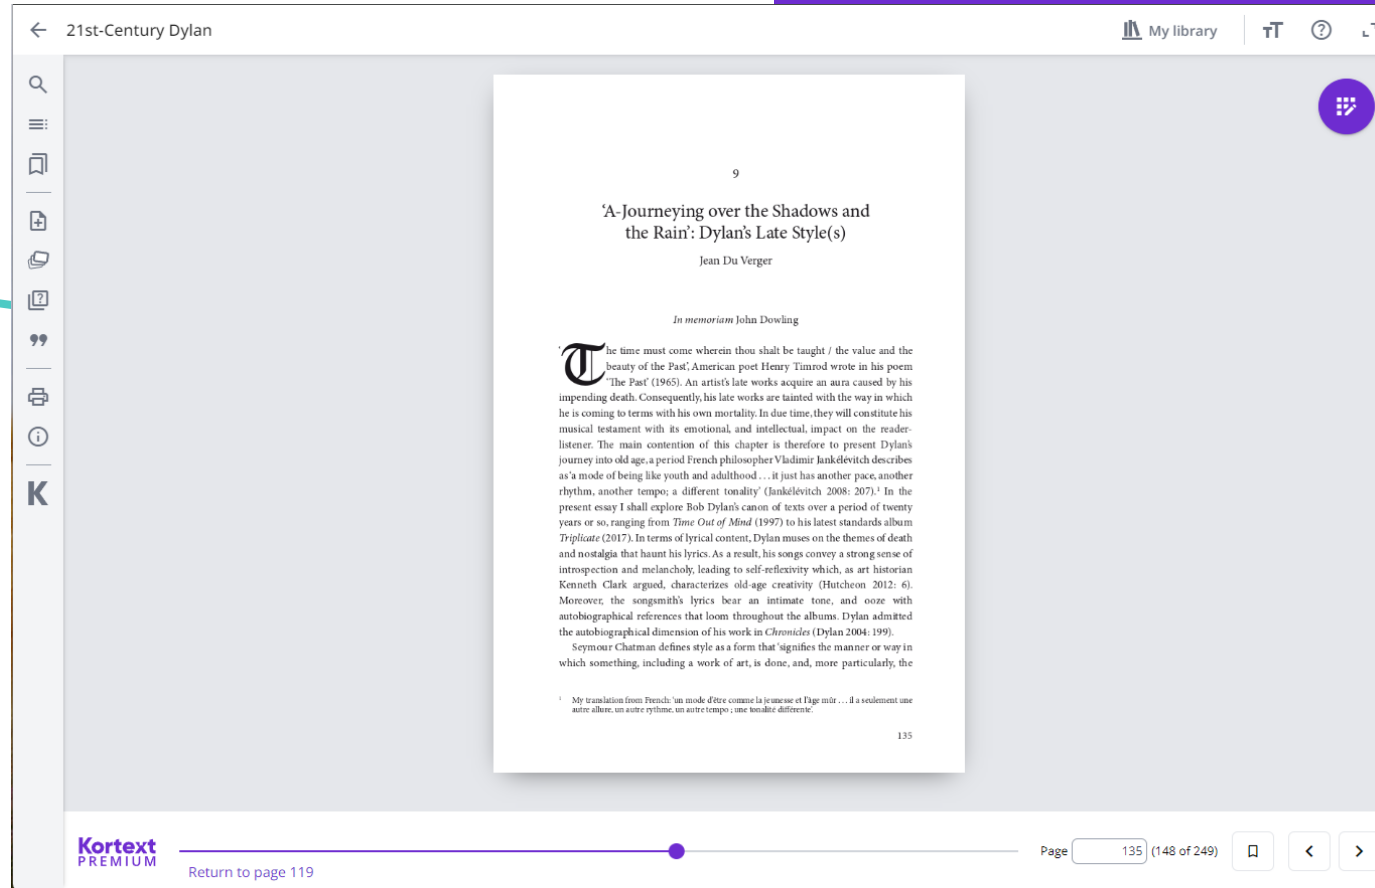 21st-Century Dylan
My library
9
‘A-Journeying over the Shadows and
the Rain’: Dylan’s Late Style(s)
Jean Du Verger
In memoriam John Dowling
‘The time must come wherein thou shalt be taught / the value and the
beauty of the Past’, American poet Henry Timrod wrote in his poem
‘The Past’ (1965). An artist’s late works acquire an aura caused by his
impending death. Consequently, his late works are tainted with the way in which
he is coming to terms with his own mortality. In due time, they will constitute his
musical testament with its emotional, and intellectual, impact on the reader-
listener. The main contention of this chapter is therefore to present Dylan’s
journey into old age, a period French philosopher Vladimir Jankélévitch describes
as ‘a mode of being like youth and adulthood . . . it just has another pace, another
rhythm, another tempo; a different tonality’ (Jankélévitch 2008: 207).¹ In the
present essay I shall explore Bob Dylan’s canon of texts over a period of twenty
years or so, ranging from Time Out of Mind (1997) to his latest standards album
Triplicate (2017). In terms of lyrical content, Dylan muses on the themes of death
and nostalgia that haunt his lyrics. As a result, his songs convey a strong sense of
introspection and melancholy, leading to self-reflexivity which, as art historian
Kenneth Clark argued, characterizes old-age creativity (Hutcheon 2012: 6).
Moreover, the songsmith’s lyrics bear an intimate tone, and ooze with
autobiographical references that loom throughout the albums. Dylan admitted
the autobiographical dimension of his work in Chronicles (Dylan 2004: 199).
Seymour Chatman defines style as a form that ‘signifies the manner or way in
which something, including a work of art, is done, and, more particularly, the
¹ My translation from French: ‘un mode d’être comme la jeunesse et l’âge mûr . . . il a seulement une
autre allure, un autre rythme, un autre tempo ; une tonalité différente’.
135
Kortext
PREMIUM
Return to page 119
Page 135 (148 of 249)